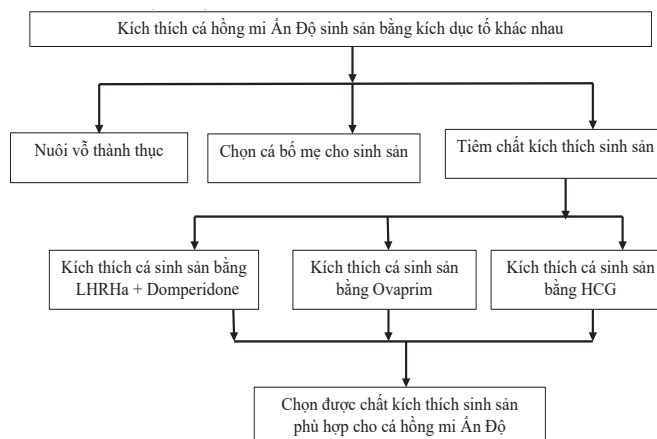 Kích thích cá hồng mi Ấn Độ sinh sản bằng kích dục tố khác nhau
Nuôi vỗ thành thục
Chọn cá bố mẹ cho sinh sản
Tiêm chất kích thích sinh sản
Kích thích cá sinh sản bằng
LHRHa + Domperidone
Kích thích cá sinh sản
bằng Ovaprim
Kích thích cá sinh sản
bằng HCG
Chọn được chất kích thích sinh sản
phù hợp cho cá hồng mi Ấn Độ